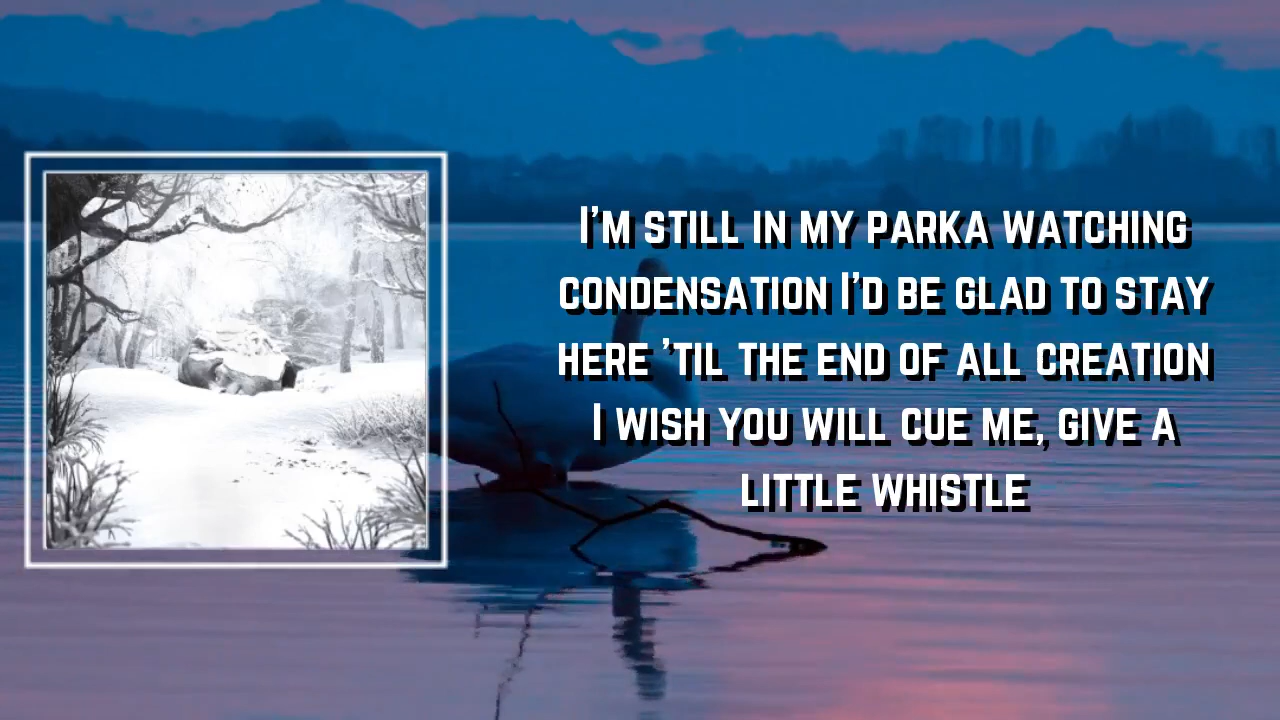 I'm still in my parka watching
condensation I'd be glad to stay
here 'til the end of all creation
I wish you will cue me, give a
little whistle